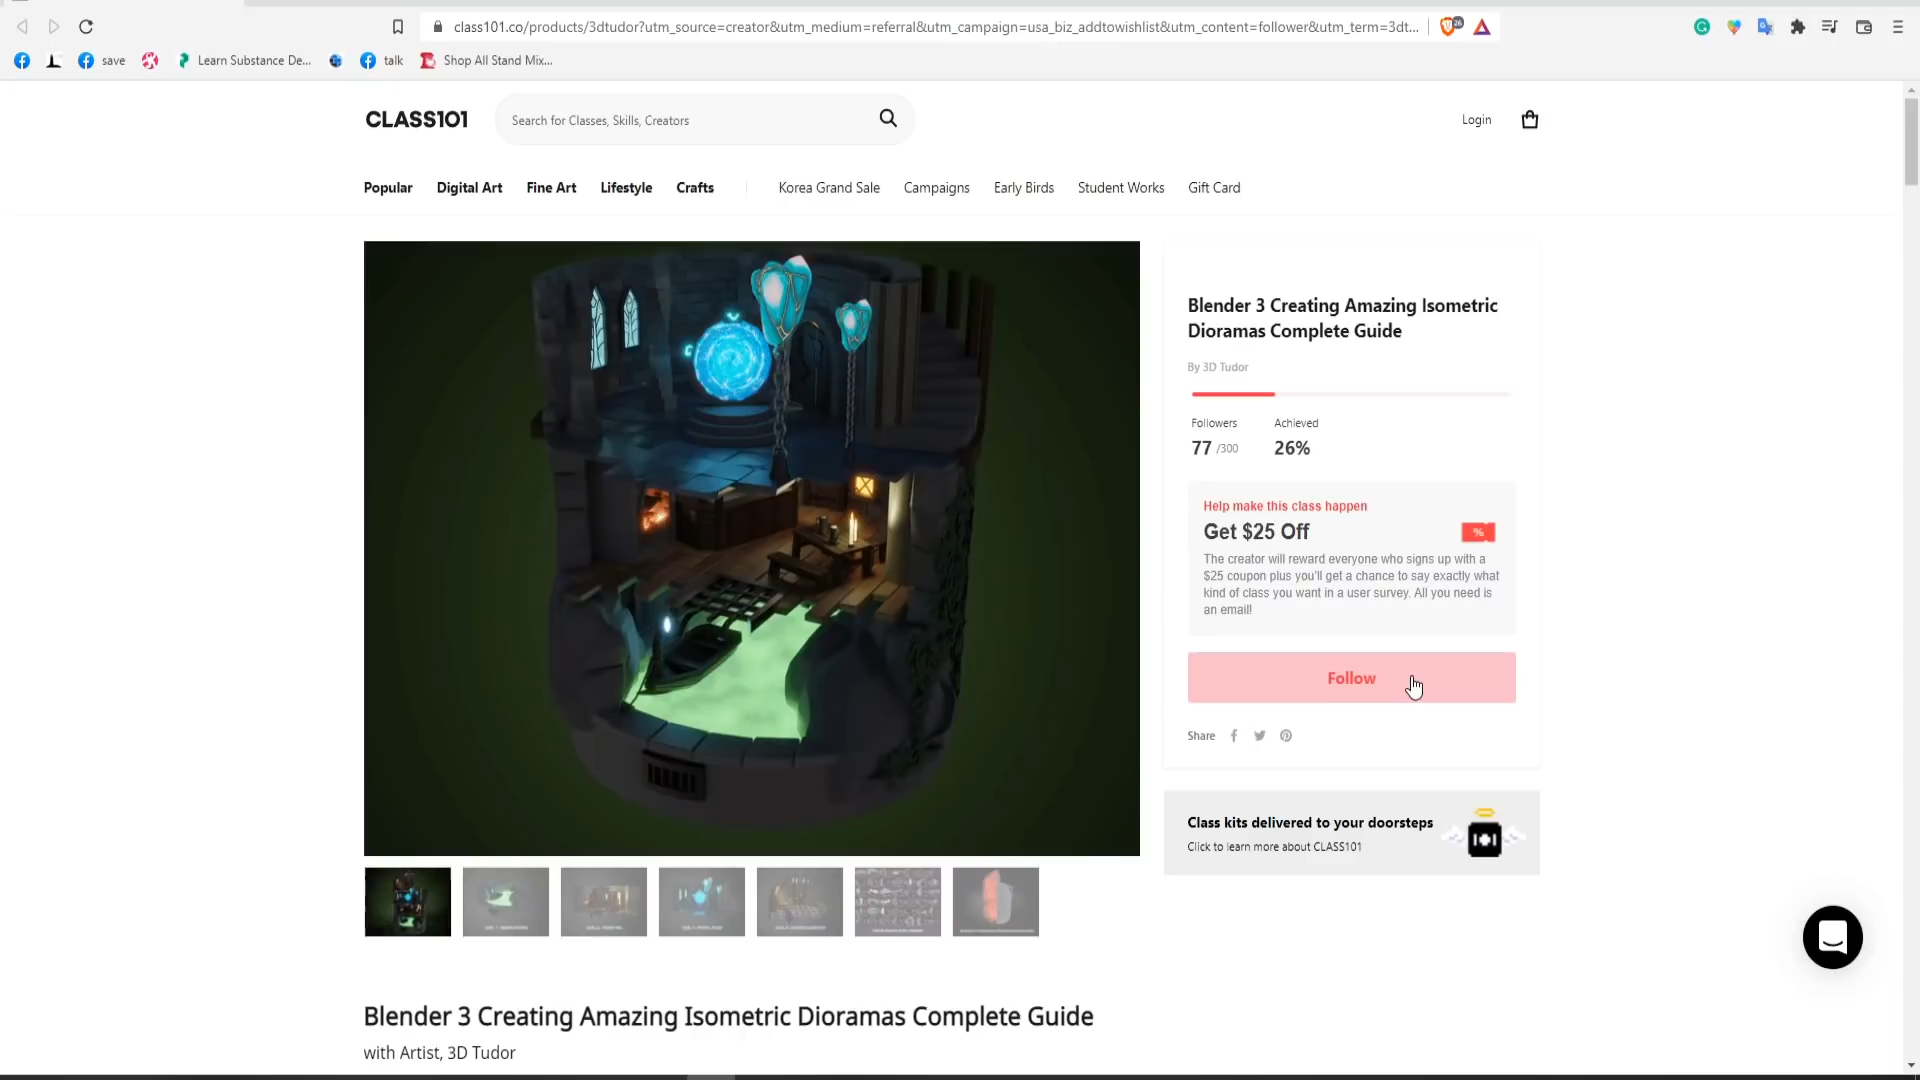 class101.co/products/3dtudor?utm_source=creator&utm_medium=referral&utm_campaign=usa_biz_addtowishlist&utm_content=follower&utm_term=3dt...
26
save
Learn Substance De...
talk
Shop All Stand Mix...
CLASS101
Search for Classes, Skills, Creators
Login
Popular Digital Art Fine Art Lifestyle Crafts Korea Grand Sale Campaigns Early Birds Student Works Gift Card
Blender 3 Creating Amazing Isometric
Dioramas Complete Guide
By 3D Tudor
Followers Achieved
77 /300 26%
Help make this class happen
Get $25 Off
%
The creator will reward everyone who signs up with a
$25 coupon plus you'll get a chance to say exactly what
kind of class you want in a user survey. All you need is
an email!
Follow
Share
Class kits delivered to your doorsteps
Click to learn more about CLASS101
Blender 3 Creating Amazing Isometric Dioramas Complete Guide
with Artist, 3D Tudor